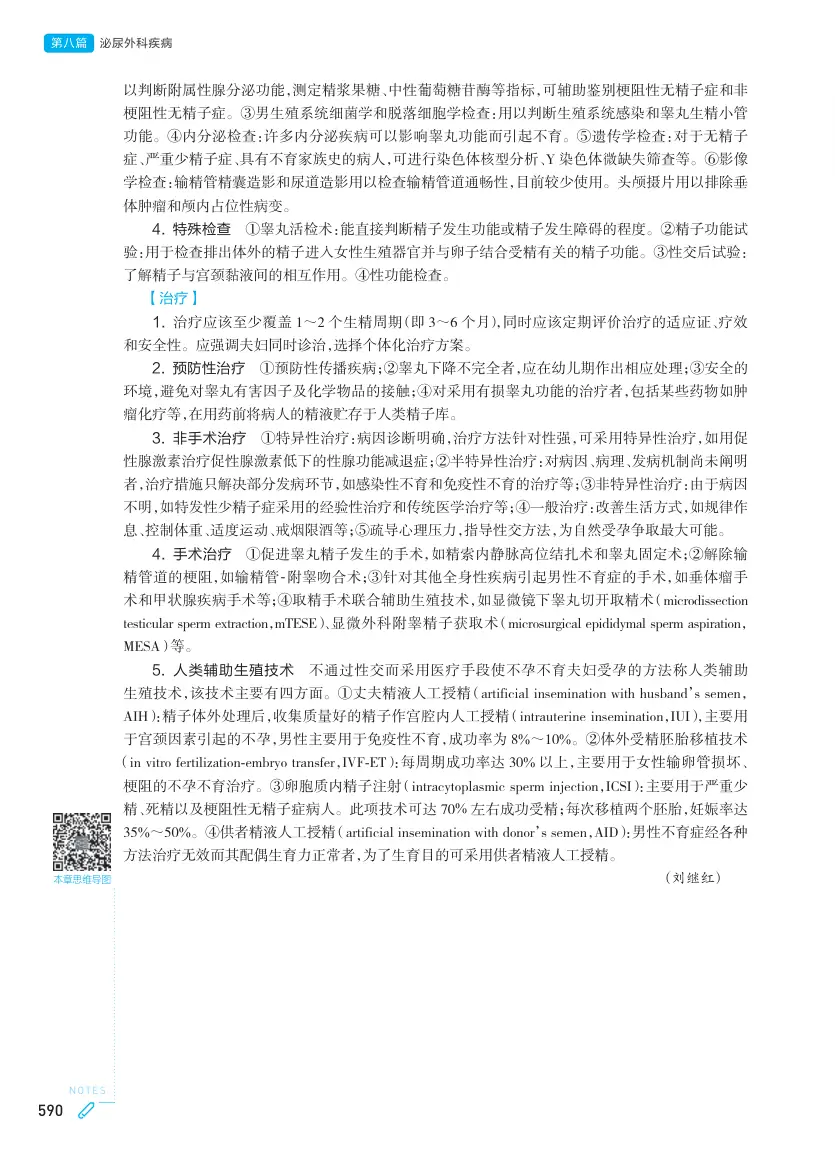 第八篇 泌尿外科疾病
以判断附属性腺分泌功能,测定精浆果糖、中性葡萄糖苷酶等指标,可辅助鉴别梗阻性无精子症和非
梗阻性无精子症。③男生殖系统细菌学和脱落细胞学检查:用以判断生殖系统感染和睾丸生精小管
功能。④内分泌检查:许多内分泌疾病可以影响睾丸功能而引起不育。⑤遗传学检查:对于无精子
症、严重少精子症、具有不育家族史的病人,可进行染色体核型分析、Y 染色体微缺失筛查等。⑥影像
学检查:输精管精囊造影和尿道造影用以检查输精管道通畅性,目前较少使用。头颅摄片用以排除垂
体肿瘤和颅内占位性病变。
4. 特殊检查 ①睾丸活检术:能直接判断精子发生功能或精子发生障碍的程度。②精子功能试
验:用于检查排出体外的精子进入女性生殖器官并与卵子结合受精有关的精子功能。③性交后试验:
了解精子与宫颈黏液间的相互作用。④性功能检查。
【治疗】
1. 治疗应该至少覆盖 1～2 个生精周期(即 3～6 个月),同时应该定期评价治疗的适应证、疗效
和安全性。应强调夫妇同时诊治,选择个体化治疗方案。
2. 预防性治疗 ①预防性传播疾病;②睾丸下降不完全者,应在幼儿期作出相应处理;③安全的
环境,避免对睾丸有害因子及化学物品的接触;④对采用有损睾丸功能的治疗者,包括某些药物如肿
瘤化疗等,在用药前将病人的精液贮存于人类精子库。
3. 非手术治疗 ①特异性治疗:病因诊断明确,治疗方法针对性强,可采用特异性治疗,如用促
性腺激素治疗促性腺激素低下的性腺功能减退症;②半特异性治疗:对病因、病理、发病机制尚未阐明
者,治疗措施只解决部分发病环节,如感染性不育和免疫性不育的治疗等;③非特异性治疗:由于病因
不明,如特发性少精子症采用的经验性治疗和传统医学治疗等;④一般治疗:改善生活方式,如规律作
息、控制体重、适度运动、戒烟限酒等;⑤疏导心理压力,指导性交方法,为自然受孕争取最大可能。
4. 手术治疗 ①促进睾丸精子发生的手术,如精索内静脉高位结扎术和睾丸固定术;②解除输
精管道的梗阻,如输精管-附睾吻合术;③针对其他全身性疾病引起男性不育症的手术,如垂体瘤手
术和甲状腺疾病手术等;④取精手术联合辅助生殖技术,如显微镜下睾丸切开取精术(microdissection
testicular sperm extraction,mTESE)、显微外科附睾精子获取术(microsurgical epididymal sperm aspiration,
MESA)等。
5. 人类辅助生殖技术 不通过性交而采用医疗手段使不孕不育夫妇受孕的方法称人类辅助
生殖技术,该技术主要有四方面。①丈夫精液人工授精(artificial insemination with husband's semen,
AIH):精子体外处理后,收集质量好的精子作宫腔内人工授精(intrauterine insemination,IUI),主要用
于宫颈因素引起的不孕,男性主要用于免疫性不育,成功率为 8%～10%。②体外受精胚胎移植技术
(in vitro fertilization-embryo transfer,IVF-ET):每周期成功率达 30% 以上,主要用于女性输卵管损坏、
梗阻的不孕不育治疗。③卵胞质内精子注射(intracytoplasmic sperm injection,ICSI):主要用于严重少
精、死精以及梗阻性无精子症病人。此项技术可达 70% 左右成功受精;每次移植两个胚胎,妊娠率达
35%～50%。④供者精液人工授精(artificial insemination with donor's semen,AID):男性不育症经各种
方法治疗无效而其配偶生育力正常者,为了生育目的可采用供者精液人工授精。
(刘继红)
本章思维导图
NOTES
590